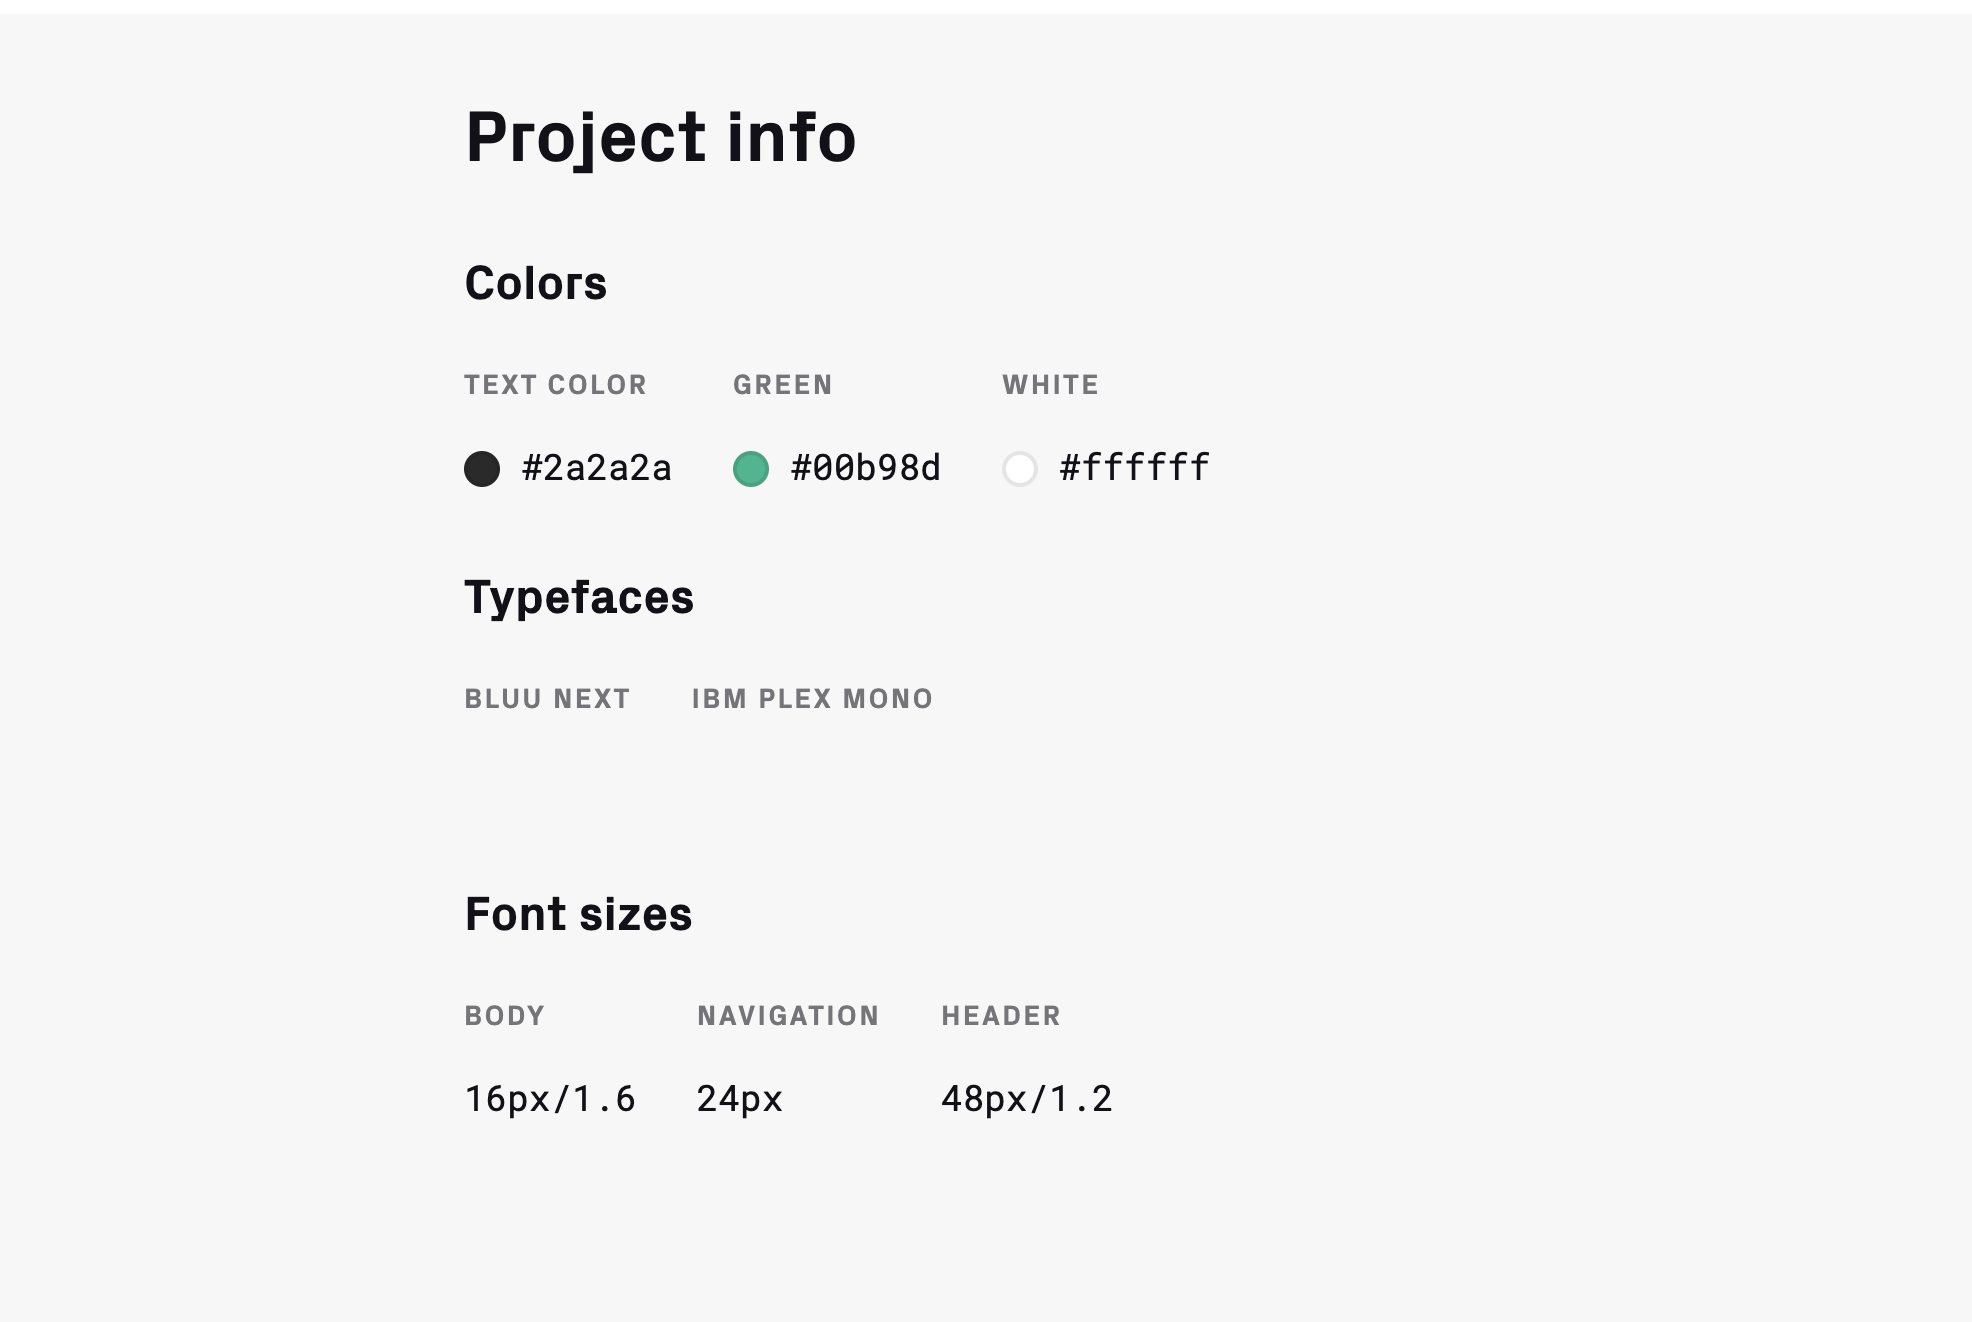 Project info
Colors
TEXT COLOR GREEN WHITE
#2a2a2a #00b98d #ffffff
Typefaces
BLUU NEXT IBM PLEX MONO
Font sizes
BODY NAVIGATION HEADER
16px/1.6 24px 48px/1.2